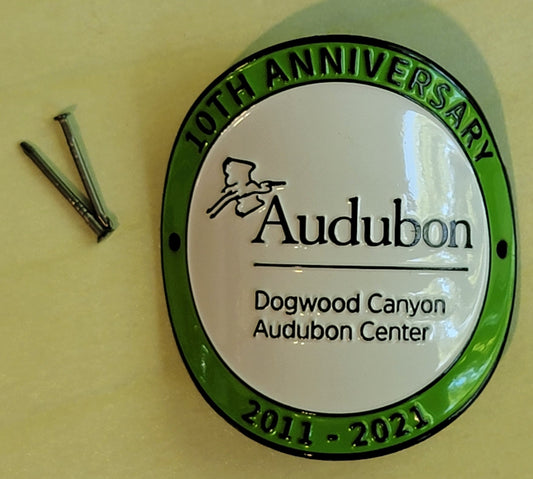 10TH ANNIVERSARY
Audubon
Dogwood Canyon
Audubon Center
2011 - 2021